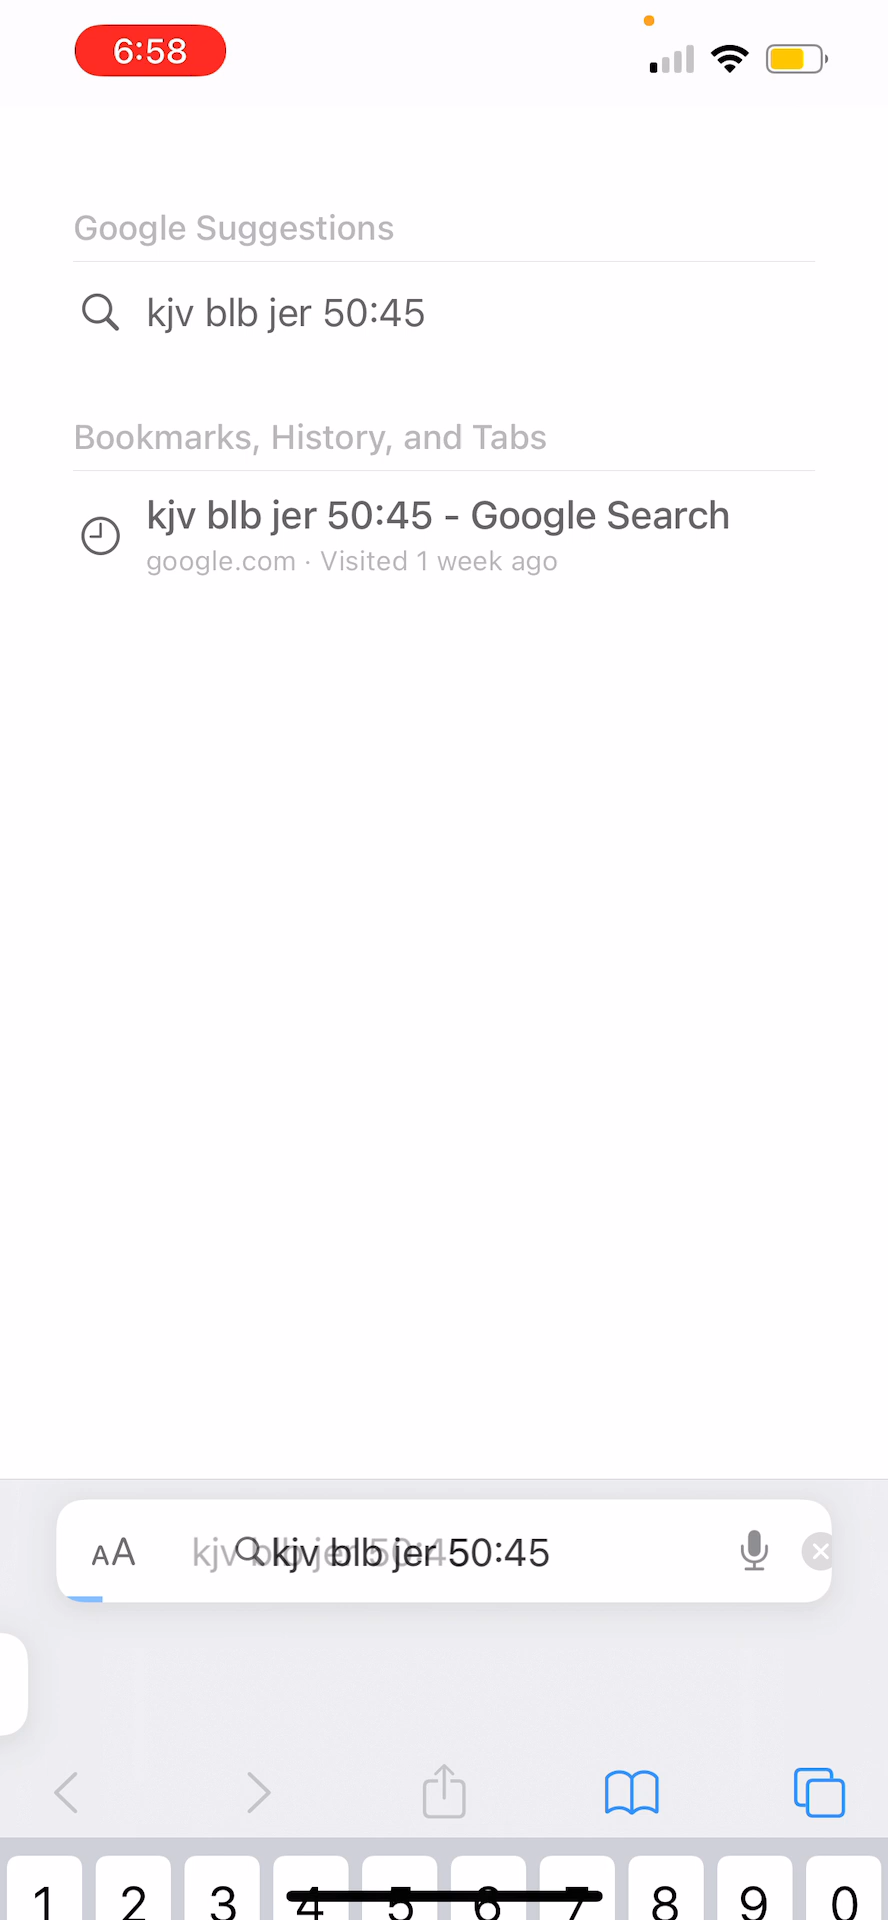 6:58
Google Suggestions
kjv blb jer 50:45
Bookmarks, History, and Tabs
kjv blb jer 50:45 - Google Search
google.com · Visited 1 week ago
AA kjv blb jer 50:45
1 2 3 4 5 6 7 8 9 0